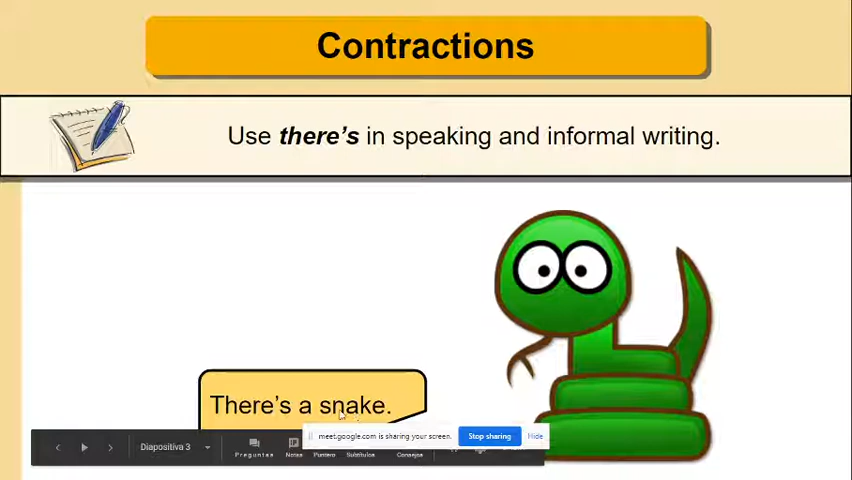 Contractions
Use there's in speaking and informal writing.
There's a snake.
meet.google.com is sharing your screen.
Stop sharing
Hide
Diapositiva 3
Preguntas
Notas
Puntero
Subtítulos
Consejos